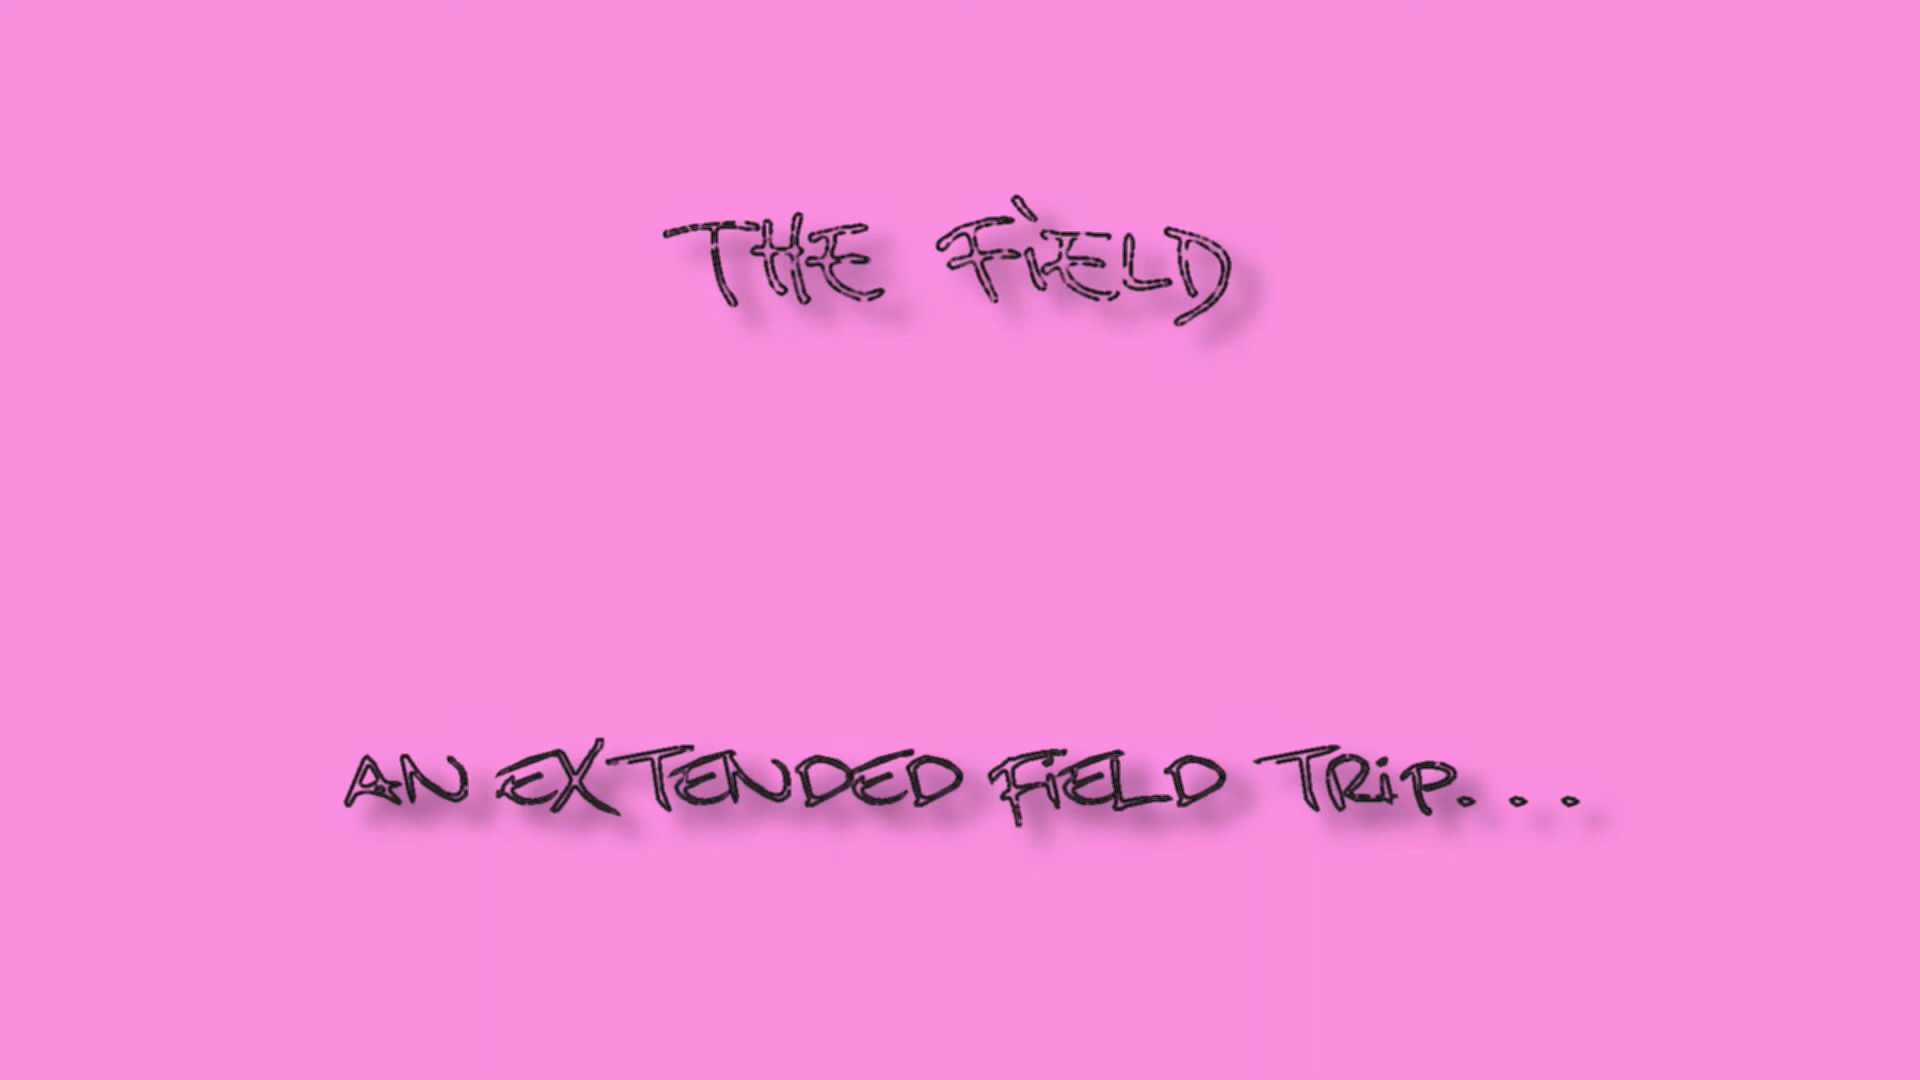 THE FiELD
AN EXTENDED FiELD TRiP. . .